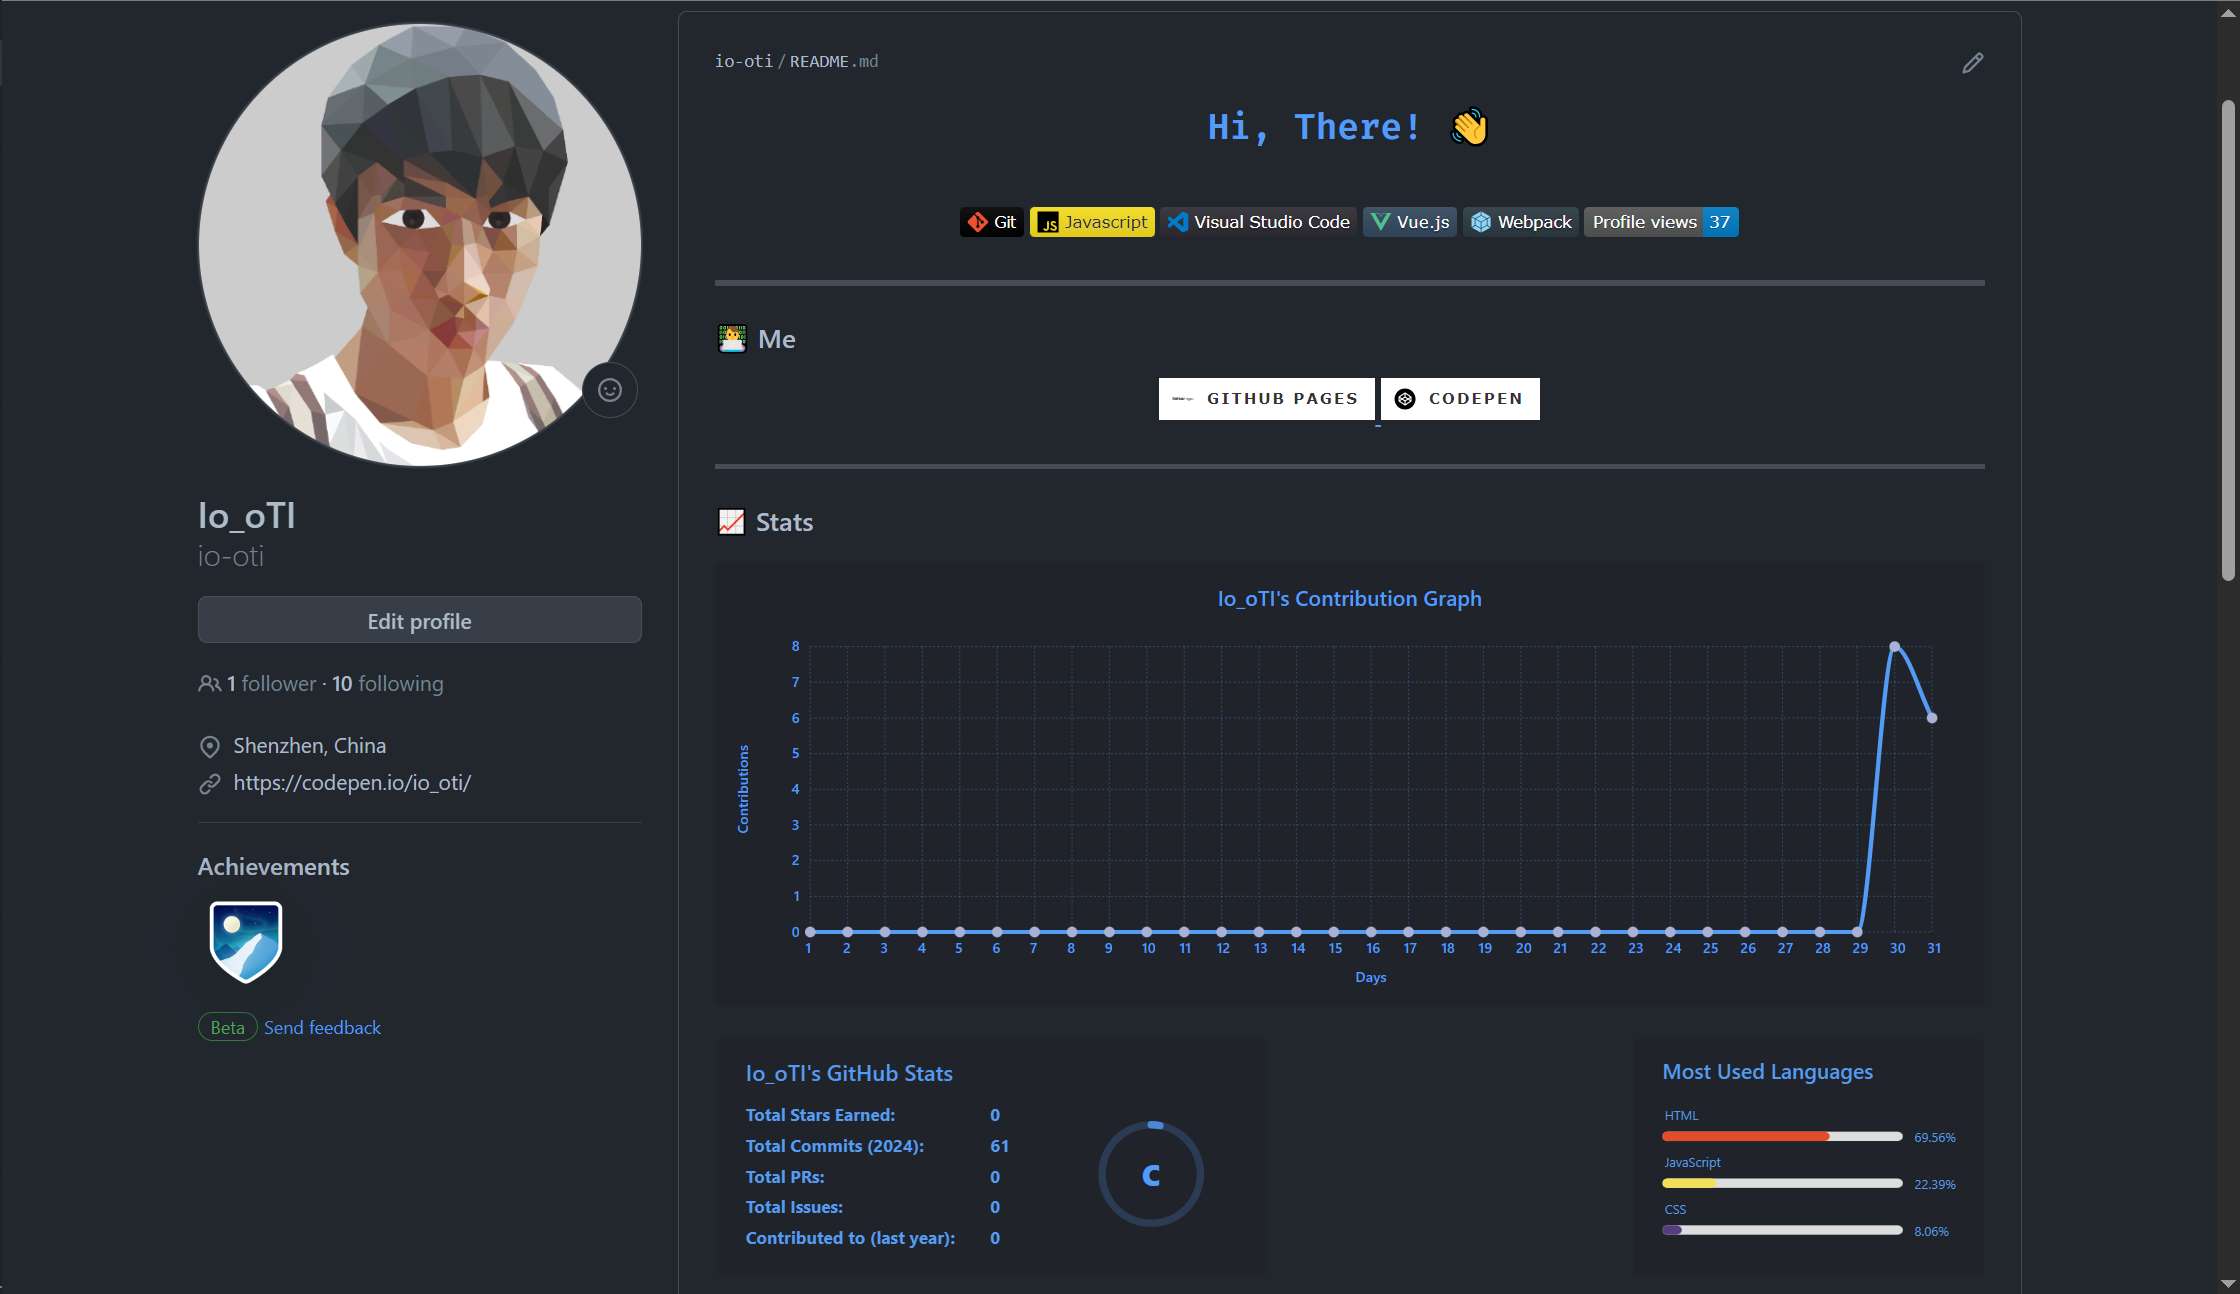 Io_oTI
io-oti
Edit profile
1 follower · 10 following
Shenzhen, China
https://codepen.io/io_oti/
Achievements
Beta Send feedback
io-oti/README.md
Hi, There! 👋
Git JS Javascript Visual Studio Code Vue.js Webpack Profile views 37
Me
GITHUB PAGES CODEPEN
Stats
Io_oTI's Contribution Graph
8
7
6
5
4
3
2
1
0
Contributions
1 2 3 4 5 6 7 8 9 10 11 12 13 14 15 16 17 18 19 20 21 22 23 24 25 26 27 28 29 30 31
Days
Io_oTI's GitHub Stats
Total Stars Earned: 0
Total Commits (2024): 61
Total PRs: 0
Total Issues: 0
Contributed to (last year): 0
C
Most Used Languages
HTML
69.56%
JavaScript
22.39%
CSS
8.06%